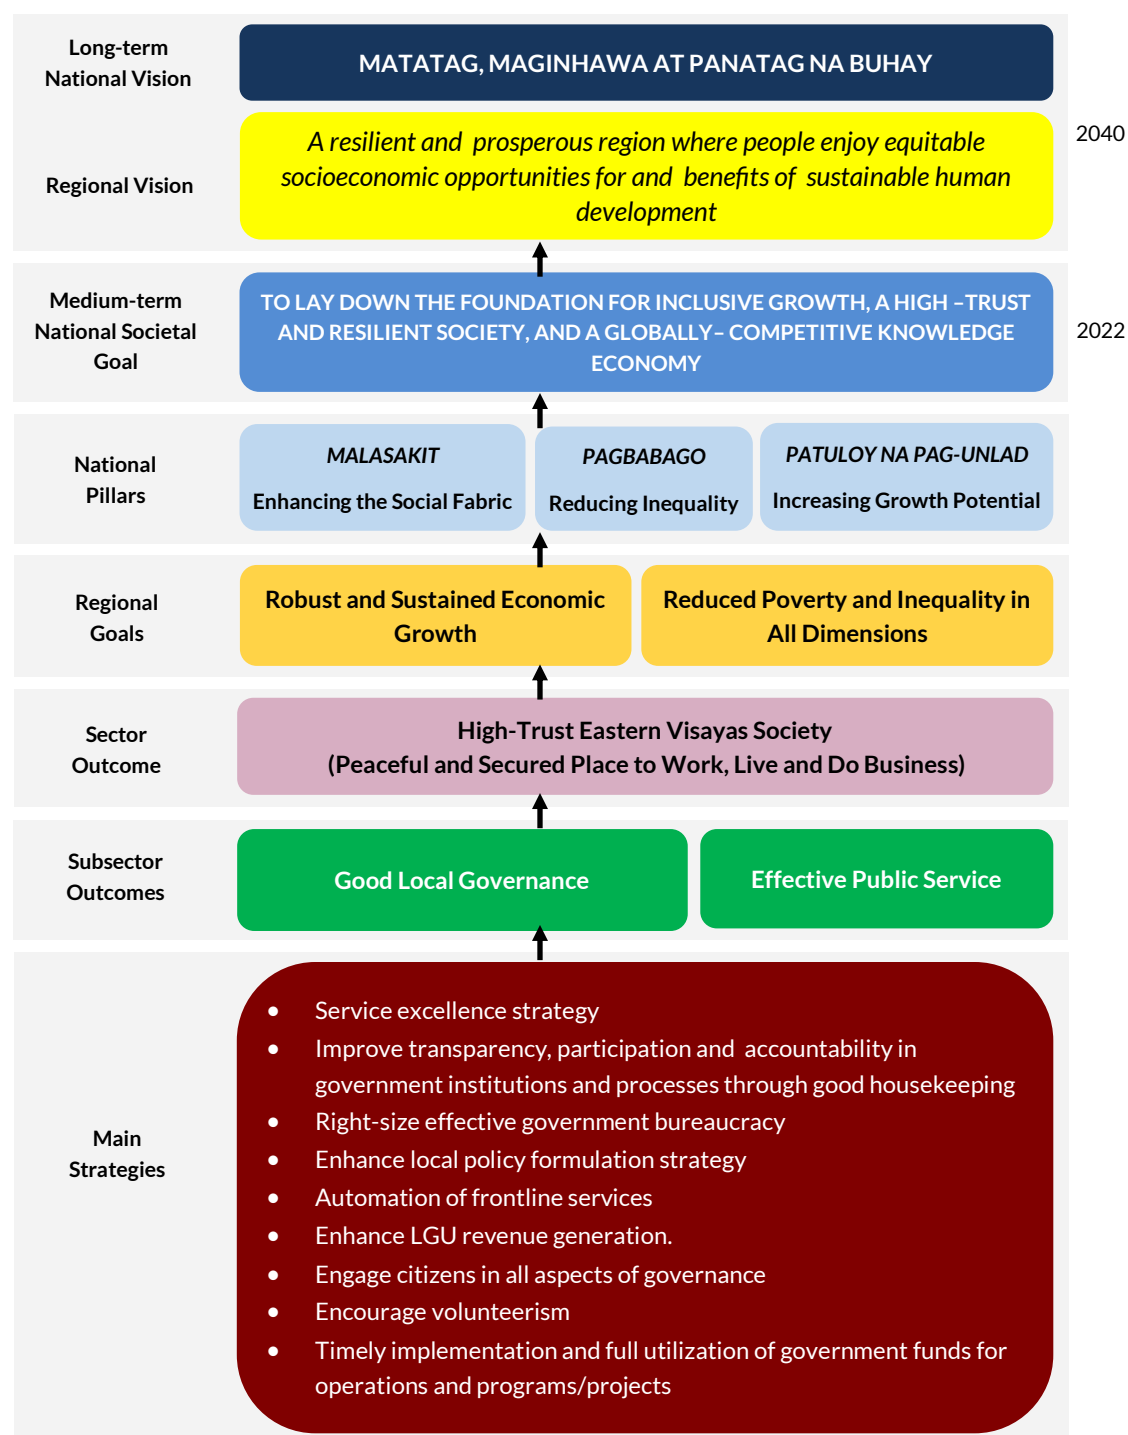 Long-term
National Vision
MATATAG, MAGINHAWA AT PANATAG NA BUHAY
2040
Regional Vision
A resilient and prosperous region where people enjoy equitable
socioeconomic opportunities for and benefits of sustainable human
development
Medium-term
National Societal
Goal
TO LAY DOWN THE FOUNDATION FOR INCLUSIVE GROWTH, A HIGH –TRUST
AND RESILIENT SOCIETY, AND A GLOBALLY– COMPETITIVE KNOWLEDGE
ECONOMY
2022
National
Pillars
MALASAKIT
Enhancing the Social Fabric
PAGBABAGO
Reducing Inequality
PATULOY NA PAG-UNLAD
Increasing Growth Potential
Regional
Goals
Robust and Sustained Economic
Growth
Reduced Poverty and Inequality in
All Dimensions
Sector
Outcome
High-Trust Eastern Visayas Society
(Peaceful and Secured Place to Work, Live and Do Business)
Subsector
Outcomes
Good Local Governance
Effective Public Service
Main
Strategies
• Service excellence strategy
• Improve transparency, participation and accountability in
government institutions and processes through good housekeeping
• Right-size effective government bureaucracy
• Enhance local policy formulation strategy
• Automation of frontline services
• Enhance LGU revenue generation.
• Engage citizens in all aspects of governance
• Encourage volunteerism
• Timely implementation and full utilization of government funds for
operations and programs/projects